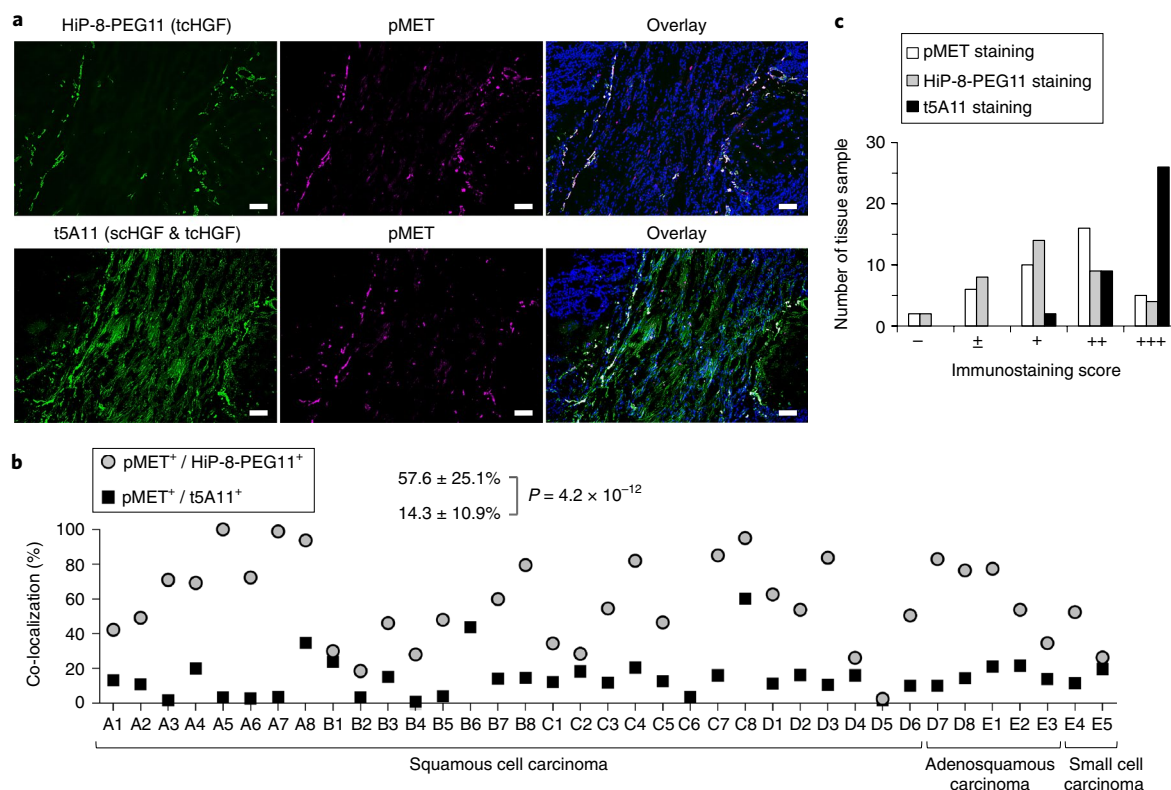 a
HiP-8-PEG11 (tcHGF)
pMET
Overlay
t5A11 (scHGF & tcHGF)
pMET
Overlay
c
pMET staining
HiP-8-PEG11 staining
t5A11 staining
Number of tissue sample
30
20
10
0
− ± + ++ +++
Immunostaining score
b
pMET⁺ / HiP-8-PEG11⁺
pMET⁺ / t5A11⁺
57.6 ± 25.1%
14.3 ± 10.9%
P = 4.2 × 10⁻¹²
Co-localization (%)
100
80
60
40
20
0
A1 A2 A3 A4 A5 A6 A7 A8 B1 B2 B3 B4 B5 B6 B7 B8 C1 C2 C3 C4 C5 C6 C7 C8 D1 D2 D3 D4 D5 D6 D7 D8 E1 E2 E3 E4 E5
Squamous cell carcinoma
Adenosquamous
carcinoma
Small cell
carcinoma